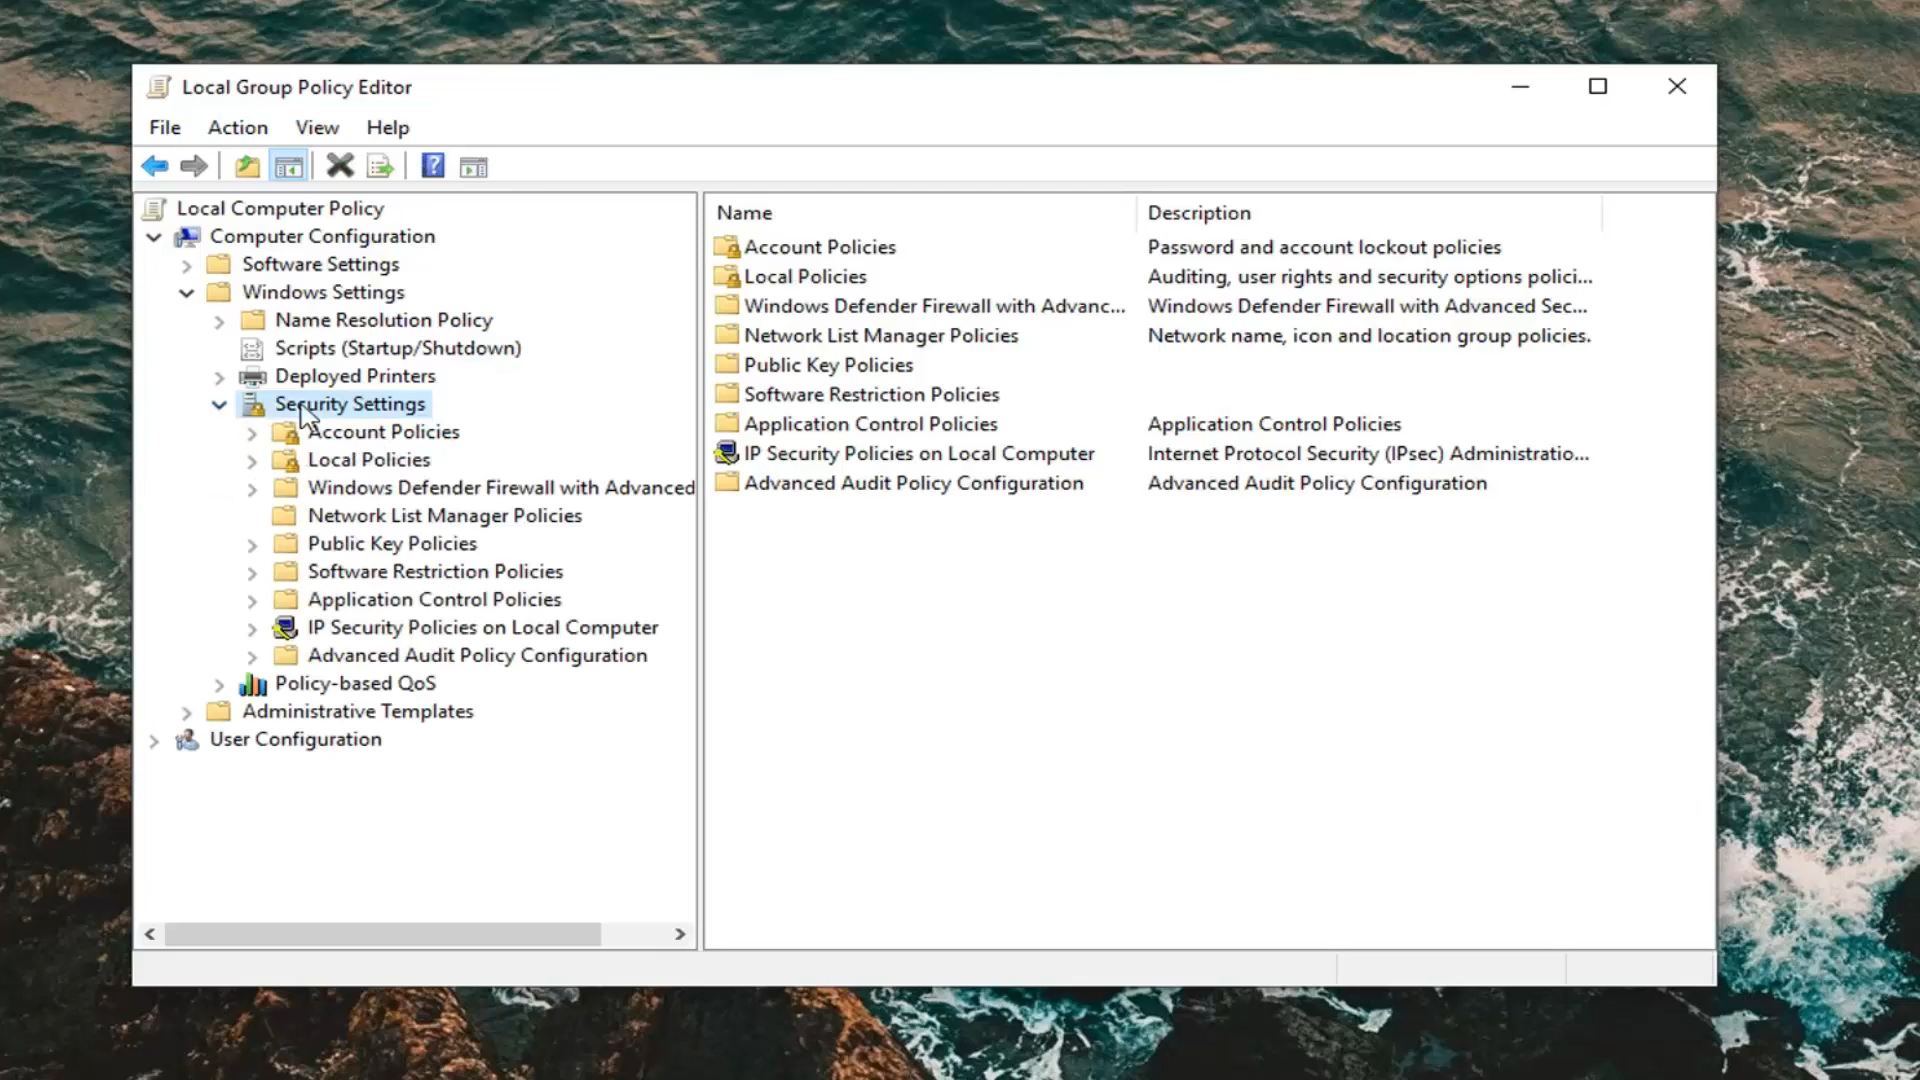 Local Group Policy Editor
File Action View Help
Local Computer Policy
Computer Configuration
Software Settings
Windows Settings
Name Resolution Policy
Scripts (Startup/Shutdown)
Deployed Printers
Security Settings
Account Policies
Local Policies
Windows Defender Firewall with Advanced
Network List Manager Policies
Public Key Policies
Software Restriction Policies
Application Control Policies
IP Security Policies on Local Computer
Advanced Audit Policy Configuration
Policy-based QoS
Administrative Templates
User Configuration
Name Description
Account Policies Password and account lockout policies
Local Policies Auditing, user rights and security options polici...
Windows Defender Firewall with Advanc... Windows Defender Firewall with Advanced Sec...
Network List Manager Policies Network name, icon and location group policies.
Public Key Policies
Software Restriction Policies
Application Control Policies Application Control Policies
IP Security Policies on Local Computer Internet Protocol Security (IPsec) Administratio...
Advanced Audit Policy Configuration Advanced Audit Policy Configuration